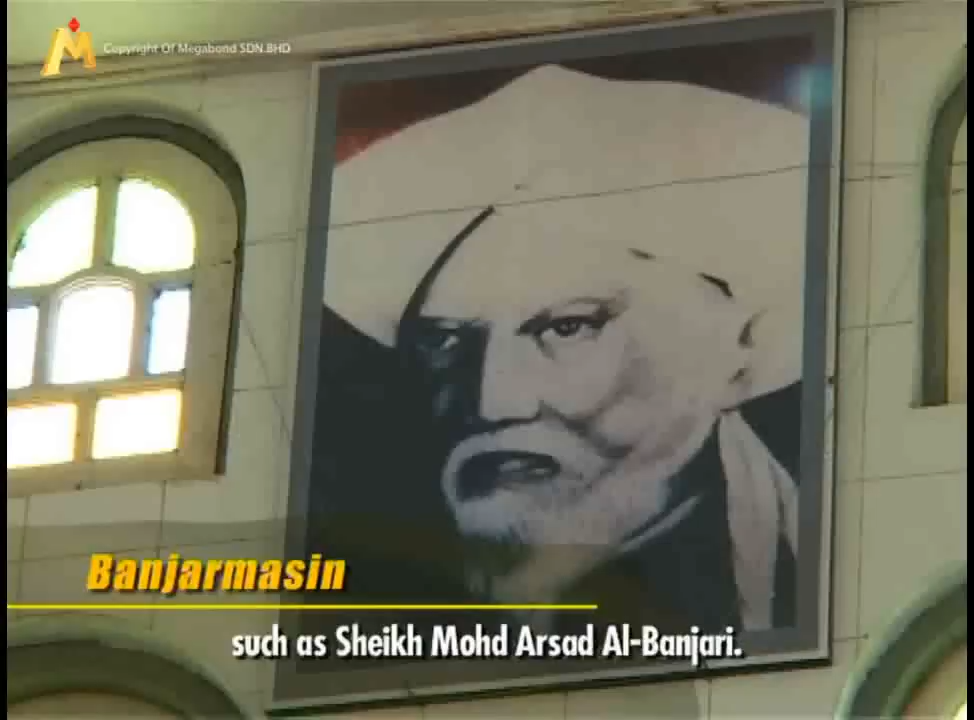 Copyright Of Megabond SDN.BHD
Banjarmasin
such as Sheikh Mohd Arsad Al-Banjari.